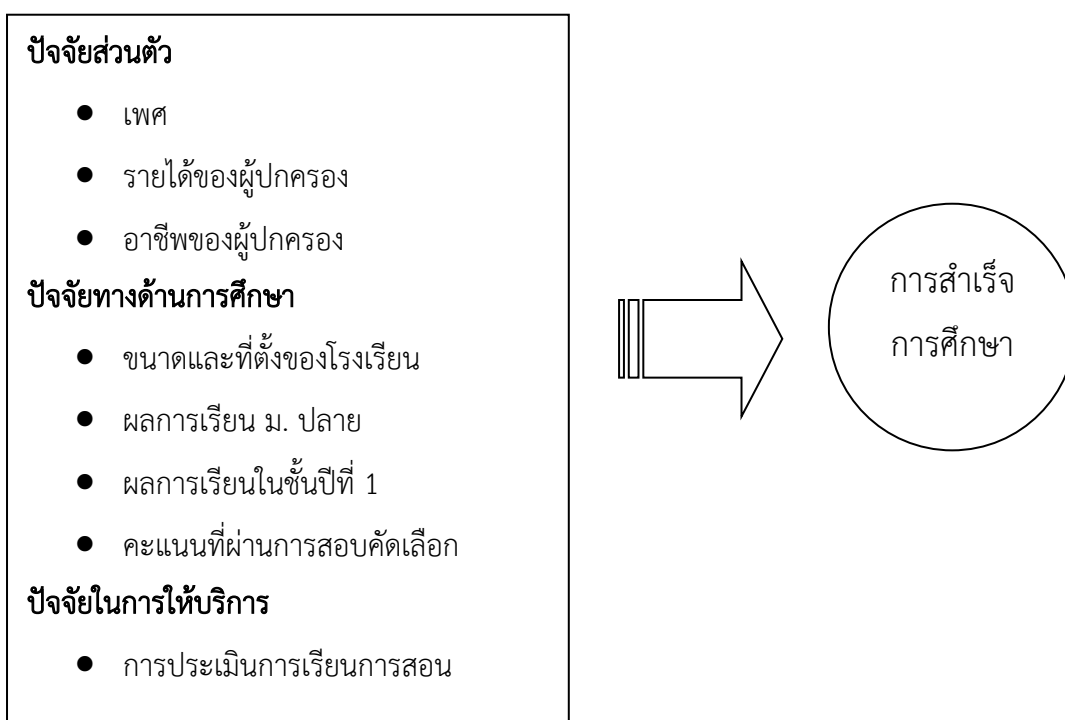 ปัจจัยส่วนตัว
● เพศ
● รายได้ของผู้ปกครอง
● อาชีพของผู้ปกครอง
ปัจจัยทางด้านการศึกษา
● ขนาดและที่ตั้งของโรงเรียน
● ผลการเรียน ม. ปลาย
● ผลการเรียนในชั้นปีที่ 1
● คะแนนที่ผ่านการสอบคัดเลือก
ปัจจัยในการให้บริการ
● การประเมินการเรียนการสอน
การสำเร็จ
การศึกษา